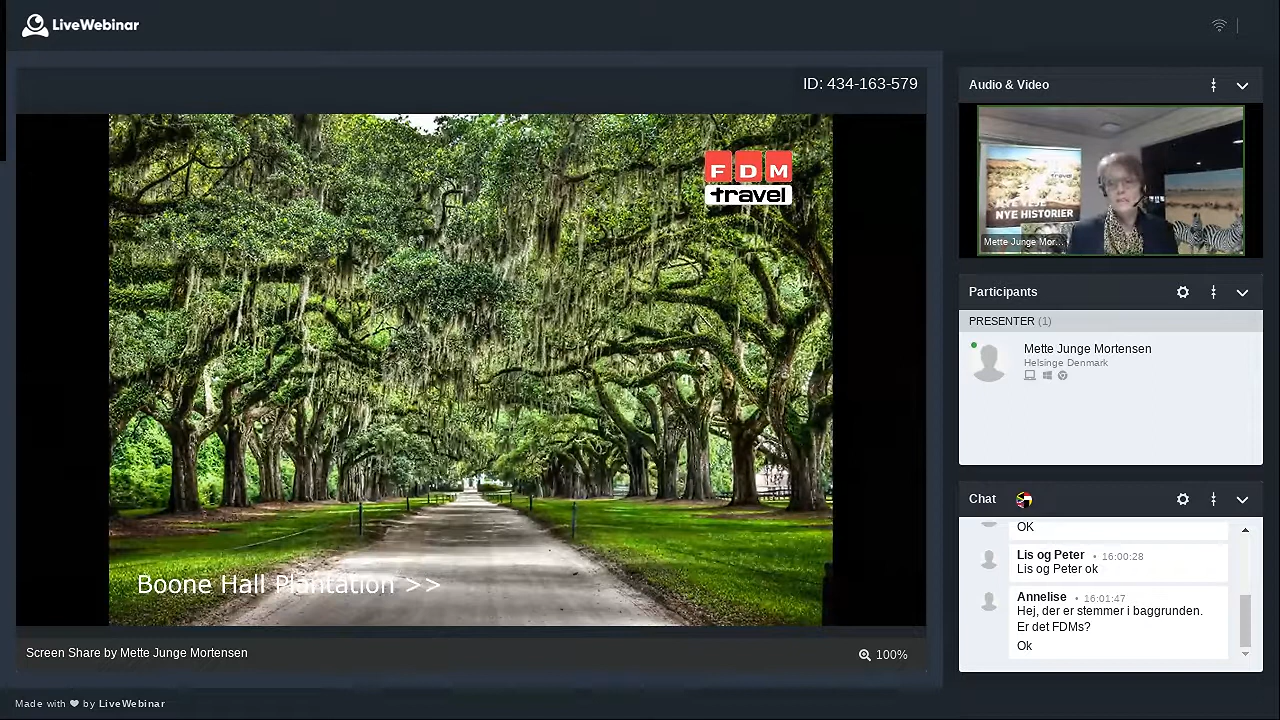 LiveWebinar
ID: 434-163-579
FDM
travel
Boone Hall Plantation >>
Screen Share by Mette Junge Mortensen
100%
Made with ❤ by LiveWebinar
Audio & Video
travel
NYE VEJE
NYE HISTORIER
Mette Junge Mor...
Participants
PRESENTER (1)
Mette Junge Mortensen
Helsinge Denmark
Chat
OK
Lis og Peter • 16:00:28
Lis og Peter ok
Annelise • 16:01:47
Hej, der er stemmer i baggrunden.
Er det FDMs?
Ok